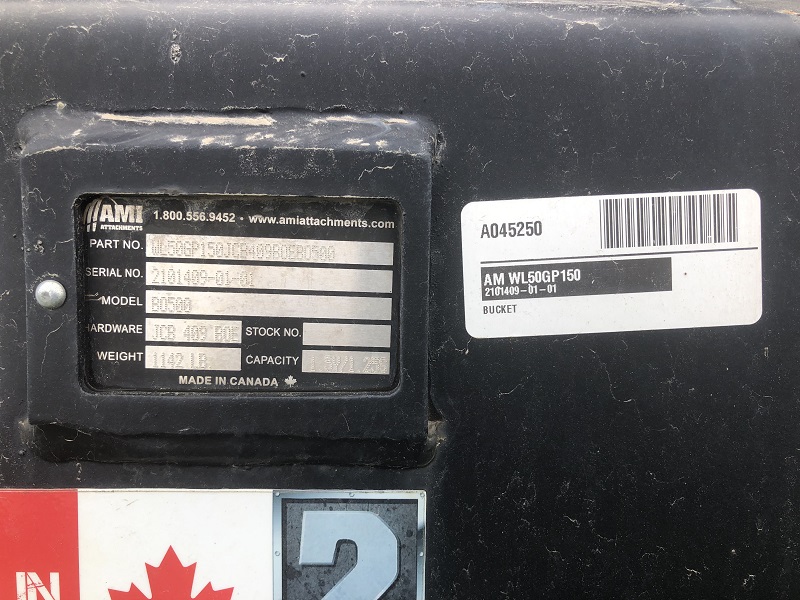 AMI
ATTACHMENTS
1.800.556.9452 • www.amiattachments.com
PART NO. WL50GP150JCB409BOEBO500
SERIAL NO. 2101409-01-01
MODEL BO500
HARDWARE JCB 409 BOE STOCK NO.
WEIGHT 1142 LB CAPACITY
MADE IN CANADA
A045250
AM WL50GP150
2101409-01-01
BUCKET
IN
2